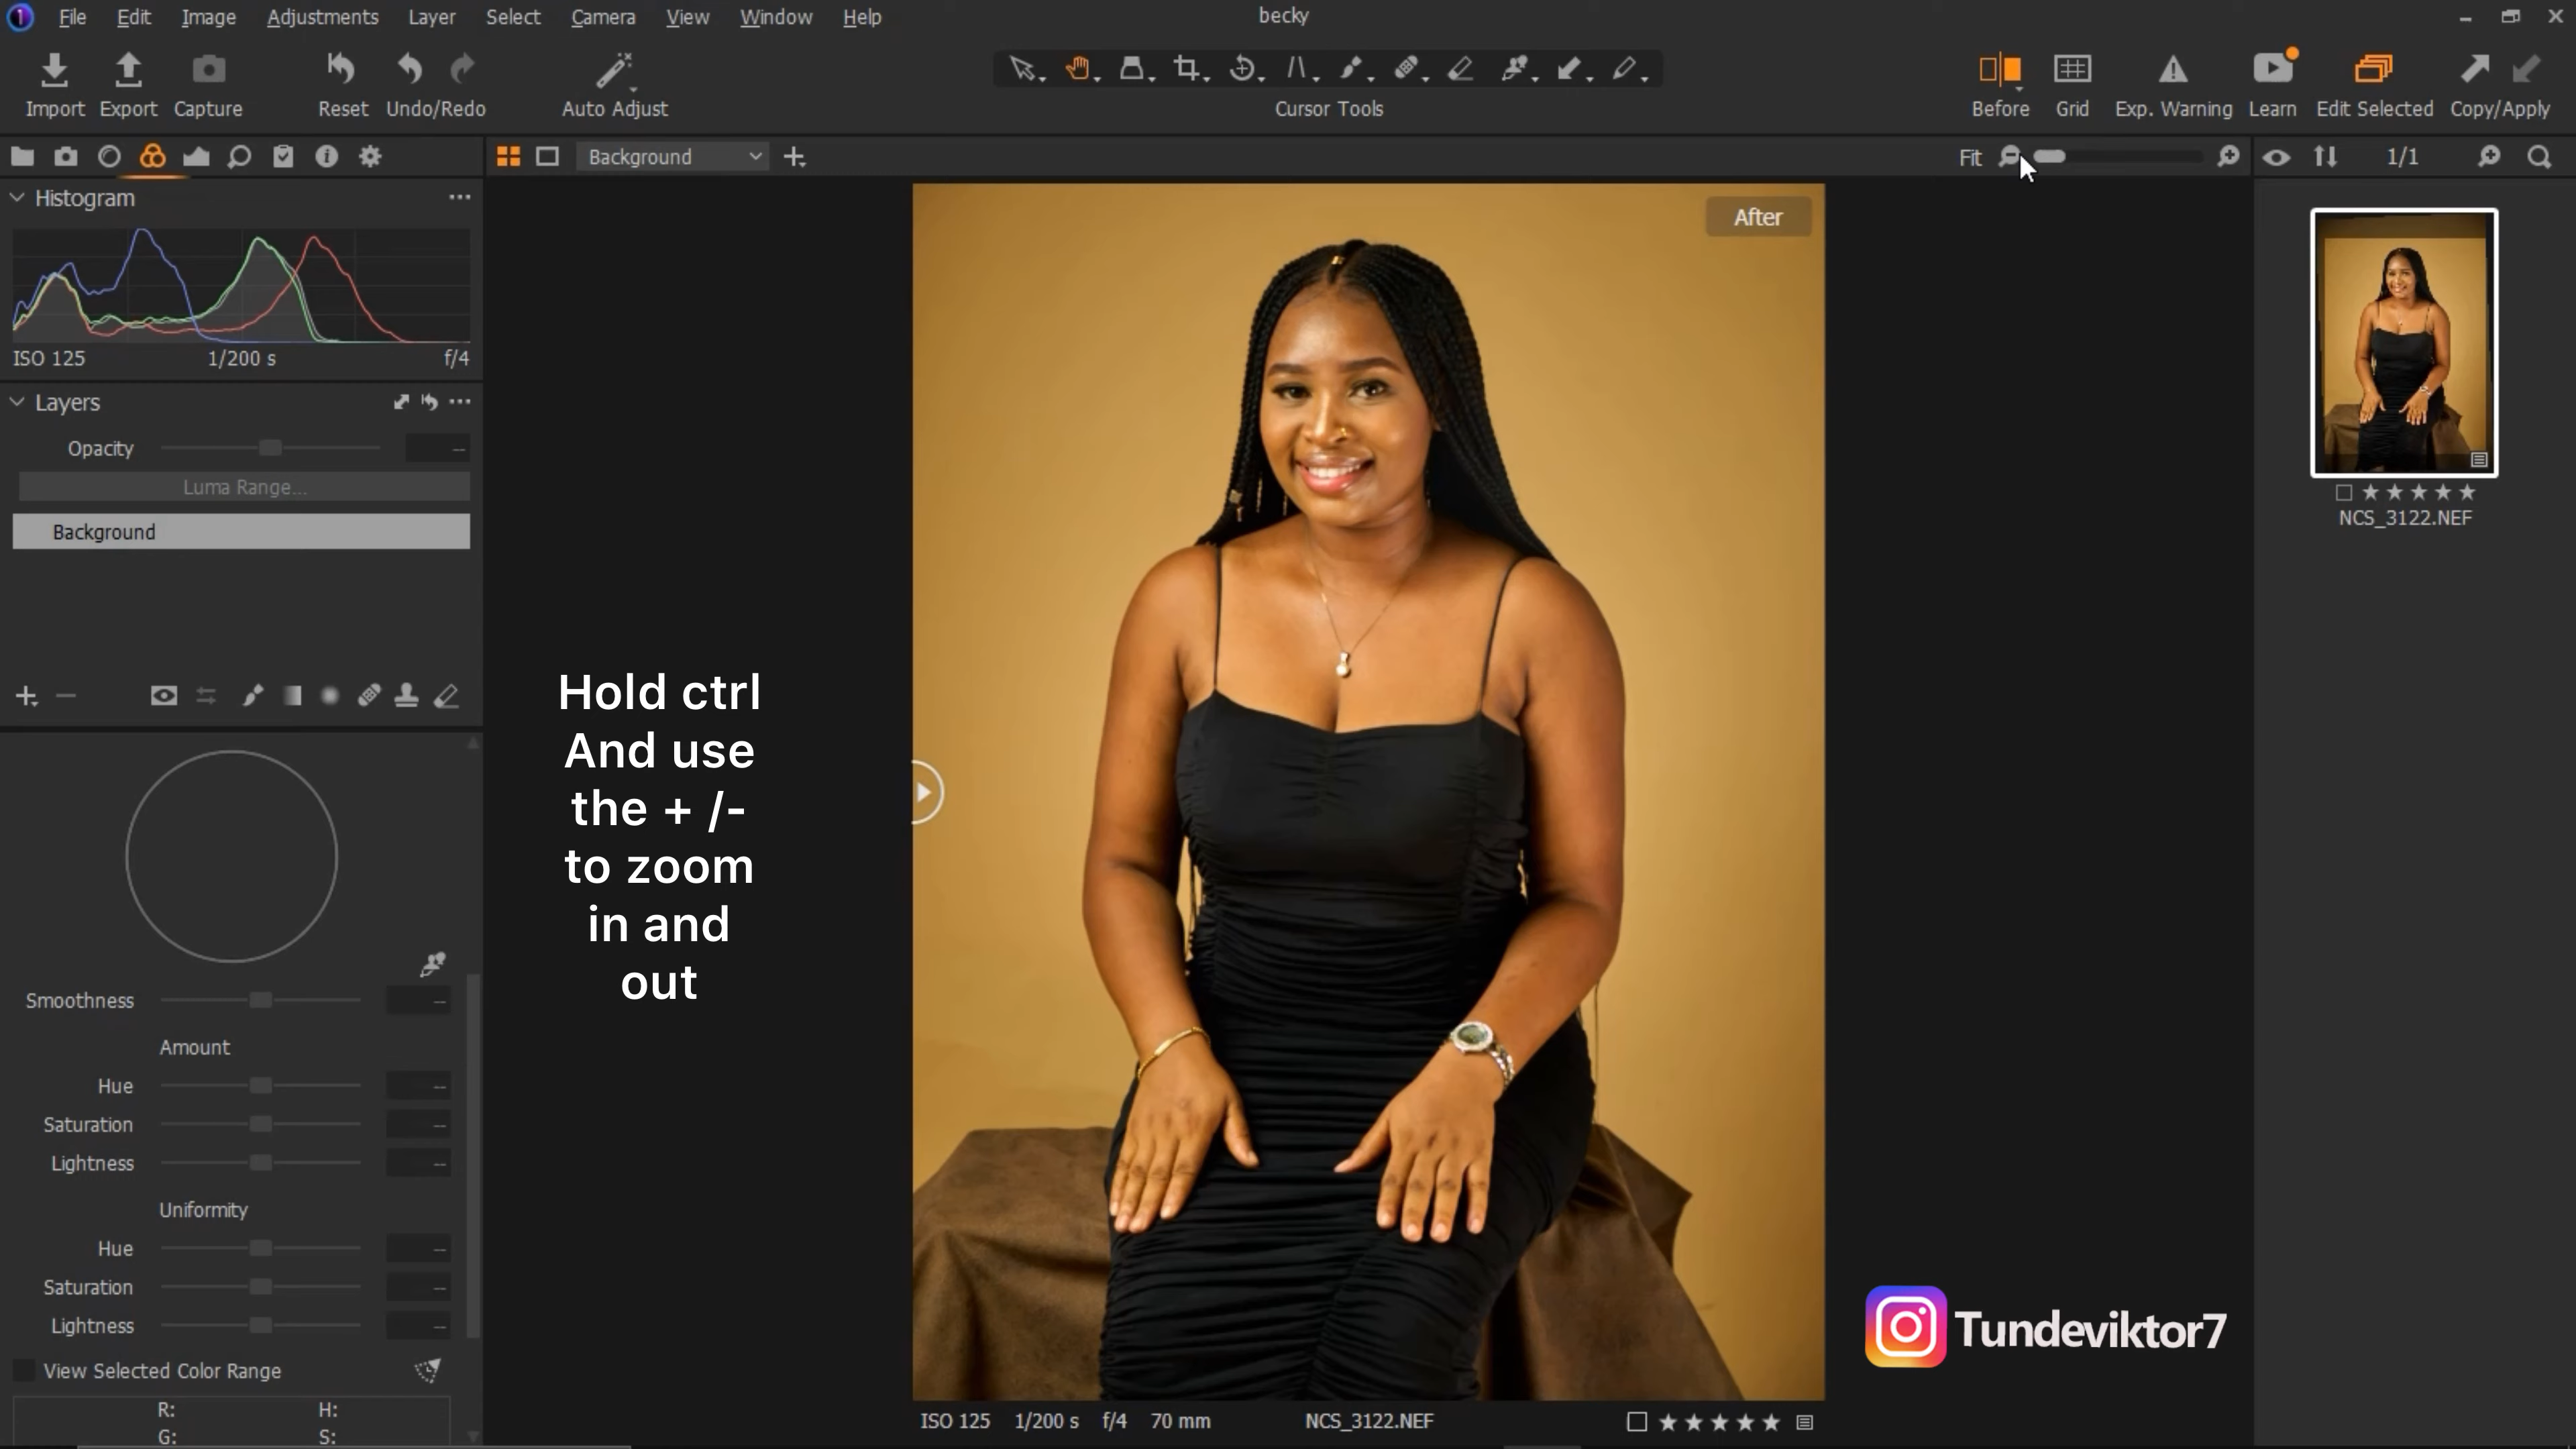 File Edit Image Adjustments Layer Select Camera View Window Help
becky
Import Export Capture Reset Undo/Redo Auto Adjust
Cursor Tools
Before Grid Exp. Warning Learn Edit Selected Copy/Apply
Background
Fit
1/1
Histogram
ISO 125 1/200 s f/4
Layers
Opacity --
Luma Range...
Background
Smoothness --
Amount
Hue --
Saturation --
Lightness --
Uniformity
Hue --
Saturation --
Lightness --
View Selected Color Range
R: H:
G: S:
After
Hold ctrl
And use
the + /-
to zoom
in and
out
ISO 125 1/200 s f/4 70 mm NCS_3122.NEF
Tundeviktor7
NCS_3122.NEF